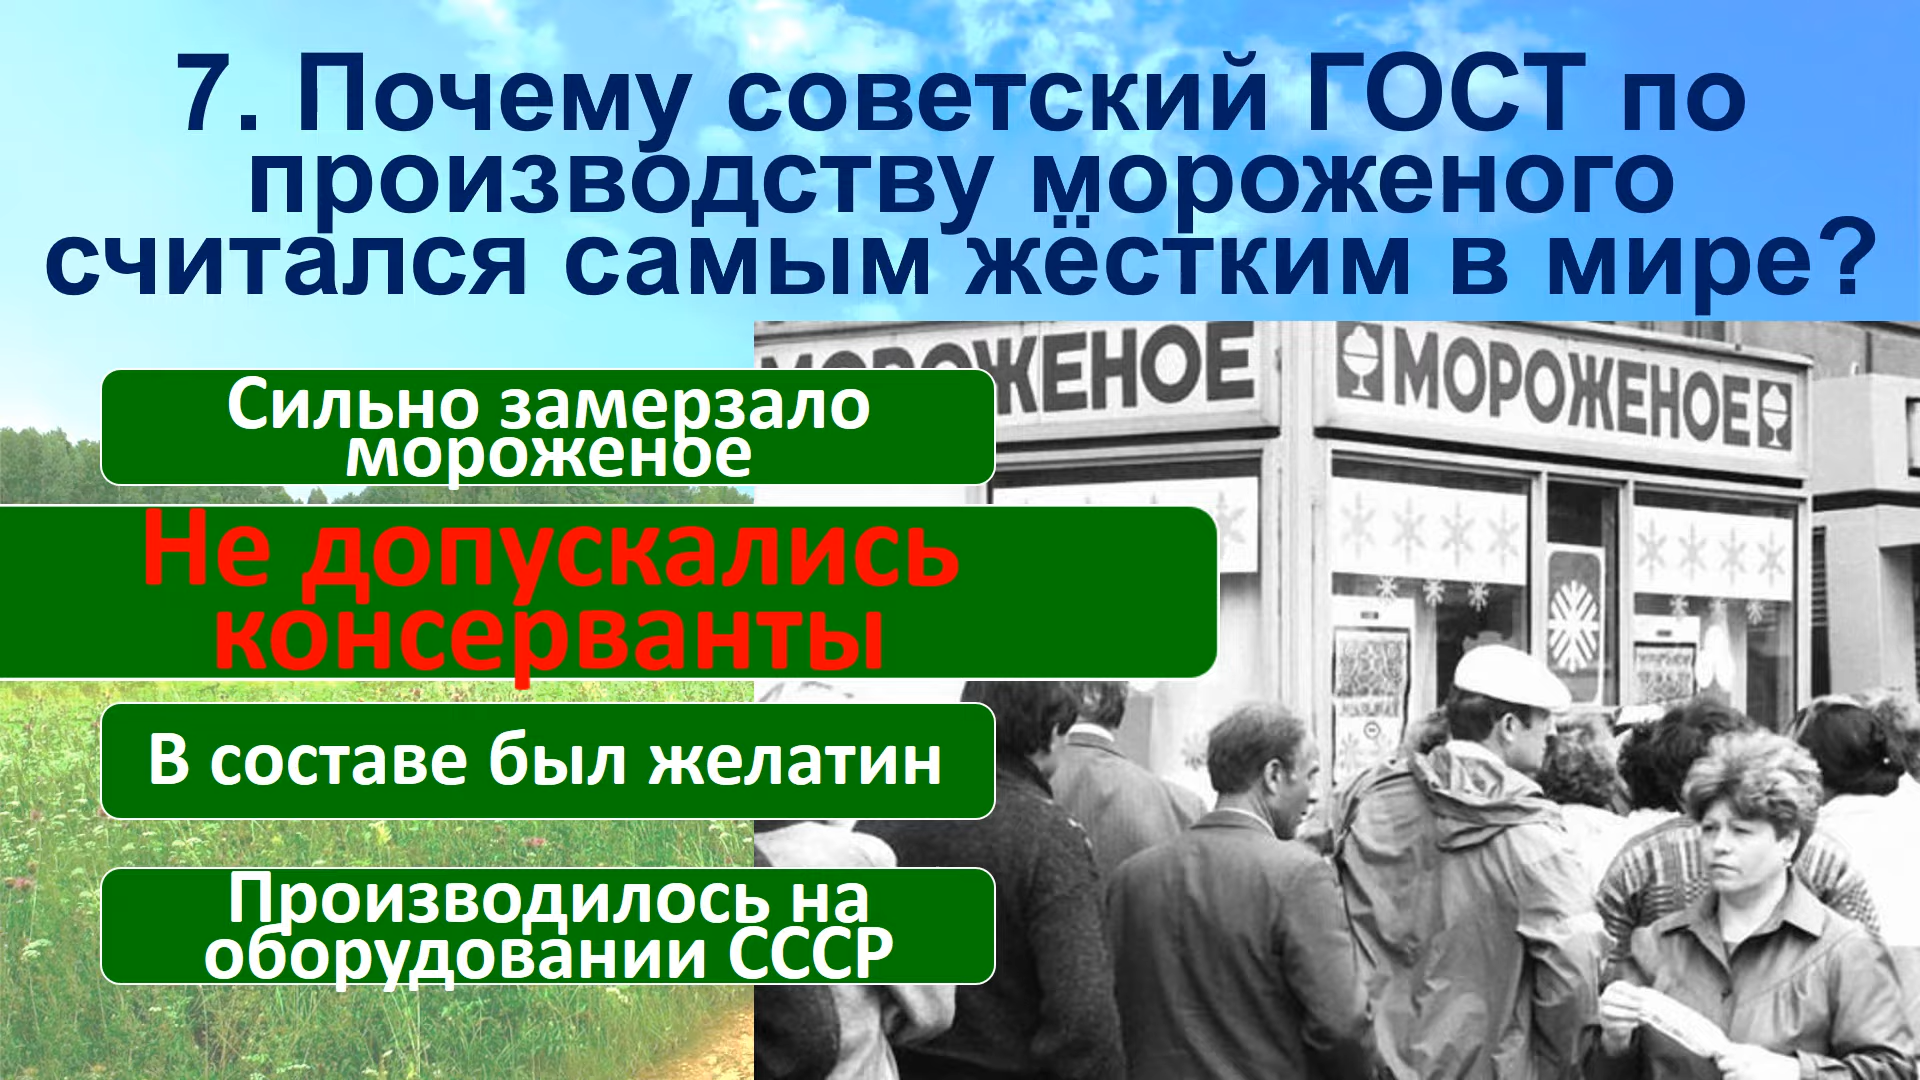 7. Почему советский ГОСТ по
производству мороженого
считался самым жёстким в мире?
ОЖЕНОЕ
МОРОЖЕНОЕ
Сильно замерзало
мороженое
Не допускались
консерванты
В составе был желатин
Производилось на
оборудовании СССР